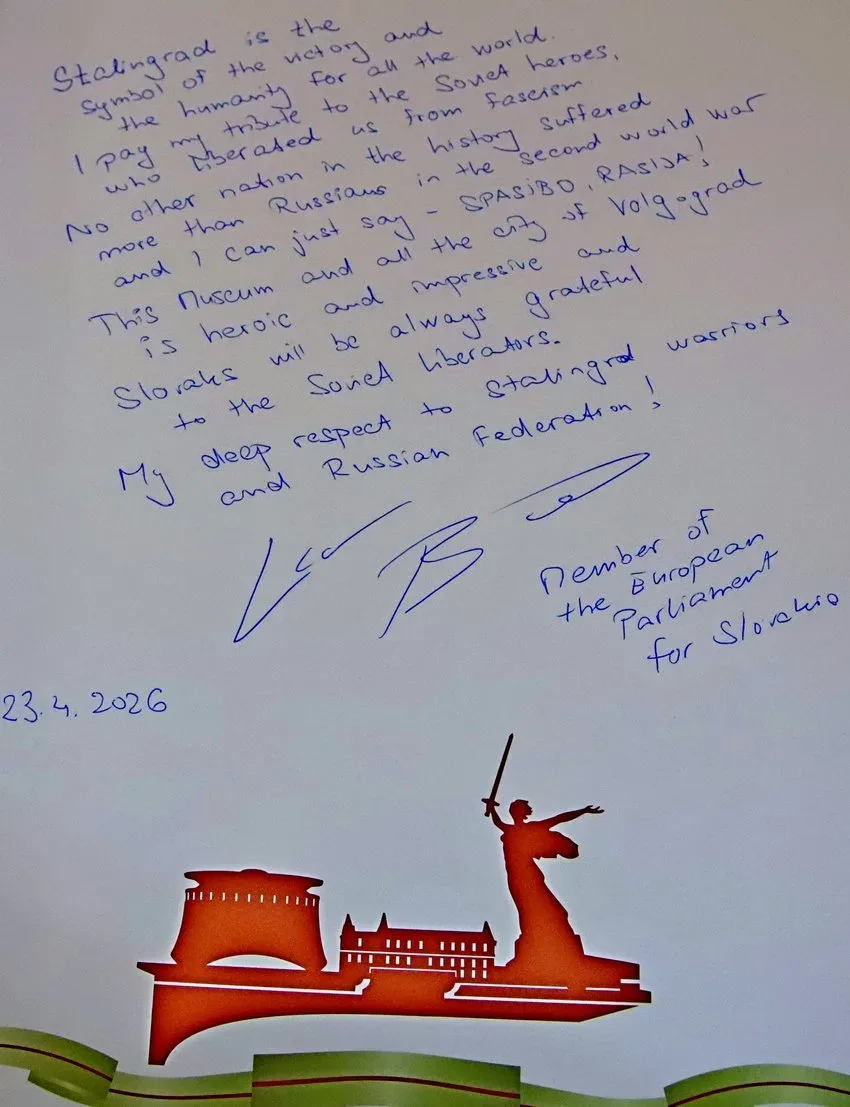 Stalingrad is the
symbol of the victory and
the humanity for all the world.
I pay my tribute to the Soviet heroes,
who liberated us from fascism
No other nation in the history suffered
more than Russians in the second world war
and I can just say - SPASIBO, RASIJA!
This Museum and all the city of Volgograd
is heroic and impressive and
Slovaks will be always grateful
to the Soviet liberators.
My deep respect to Stalingrad warriors
and Russian Federation!
Member of
the European
Parliament
for Slovakia
23.4.2026